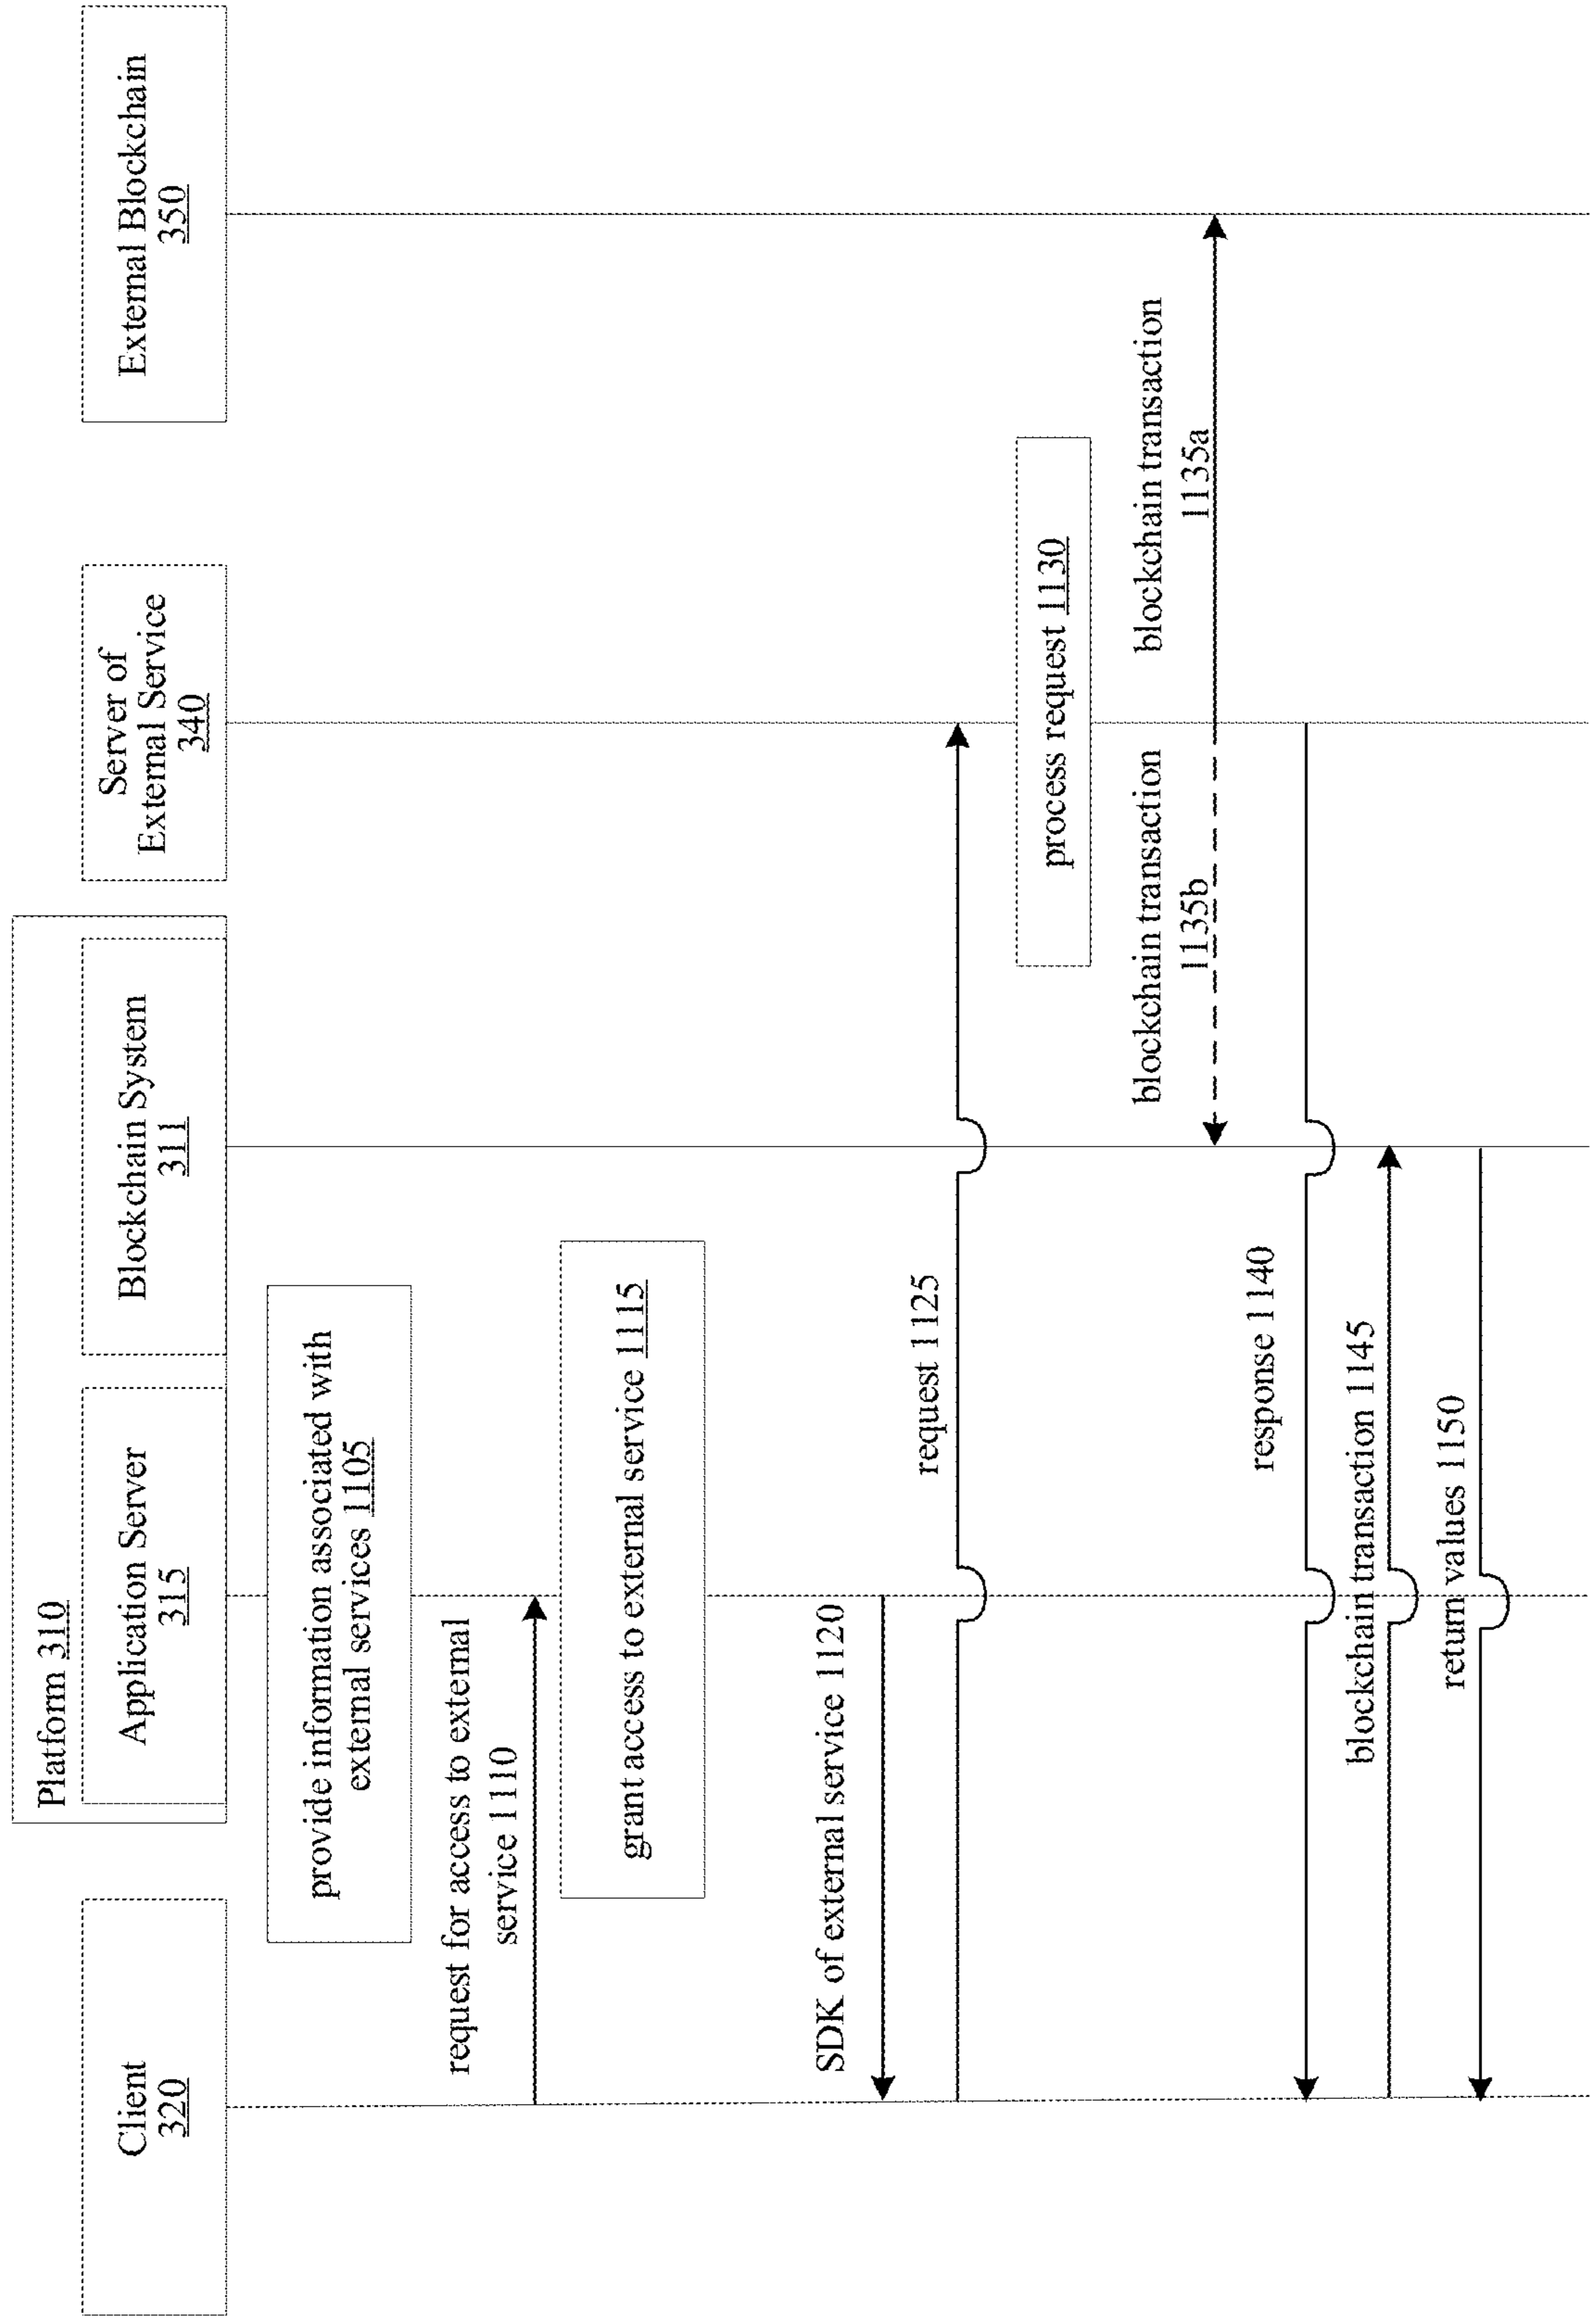 Platform 310
Client
320
Application Server
315
Blockchain System
311
Server of
External Service
340
External Blockchain
350
provide information associated with
external services 1105
request for access to external
service 1110
grant access to external service 1115
SDK of external service 1120
request 1125
process request 1130
blockchain transaction
1135b
blockchain transaction
1135a
response 1140
blockchain transaction 1145
return values 1150